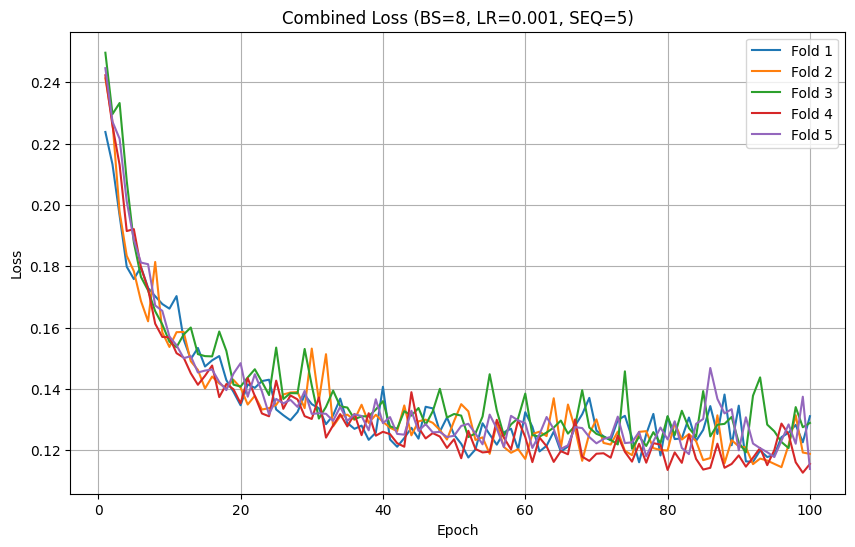 Combined Loss (BS=8, LR=0.001, SEQ=5)
Fold 1
Fold 2
Fold 3
Fold 4
Fold 5
Loss
0.24
0.22
0.20
0.18
0.16
0.14
0.12
0 20 40 60 80 100
Epoch